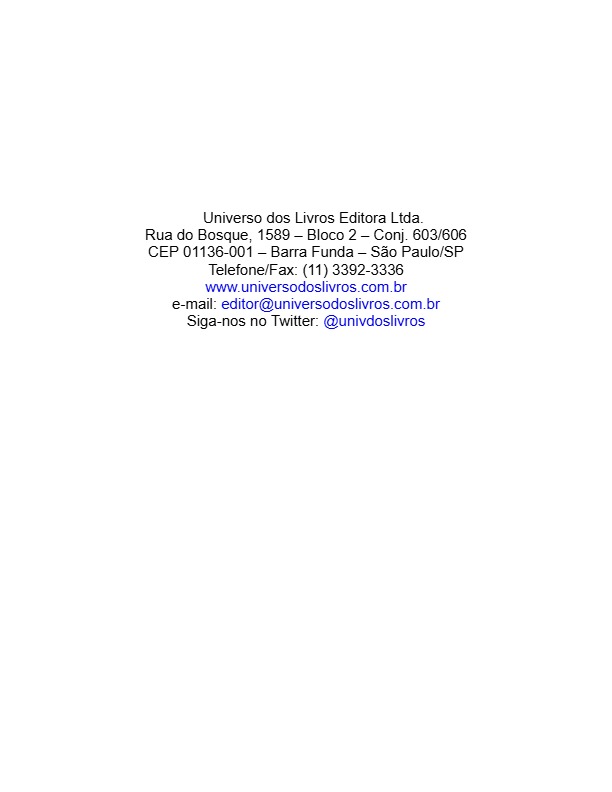 Universo dos Livros Editora Ltda.
Rua do Bosque, 1589 – Bloco 2 – Conj. 603/606
CEP 01136-001 – Barra Funda – São Paulo/SP
Telefone/Fax: (11) 3392-3336
www.universodoslivros.com.br
e-mail: editor@universodoslivros.com.br
Siga-nos no Twitter: @univdoslivros